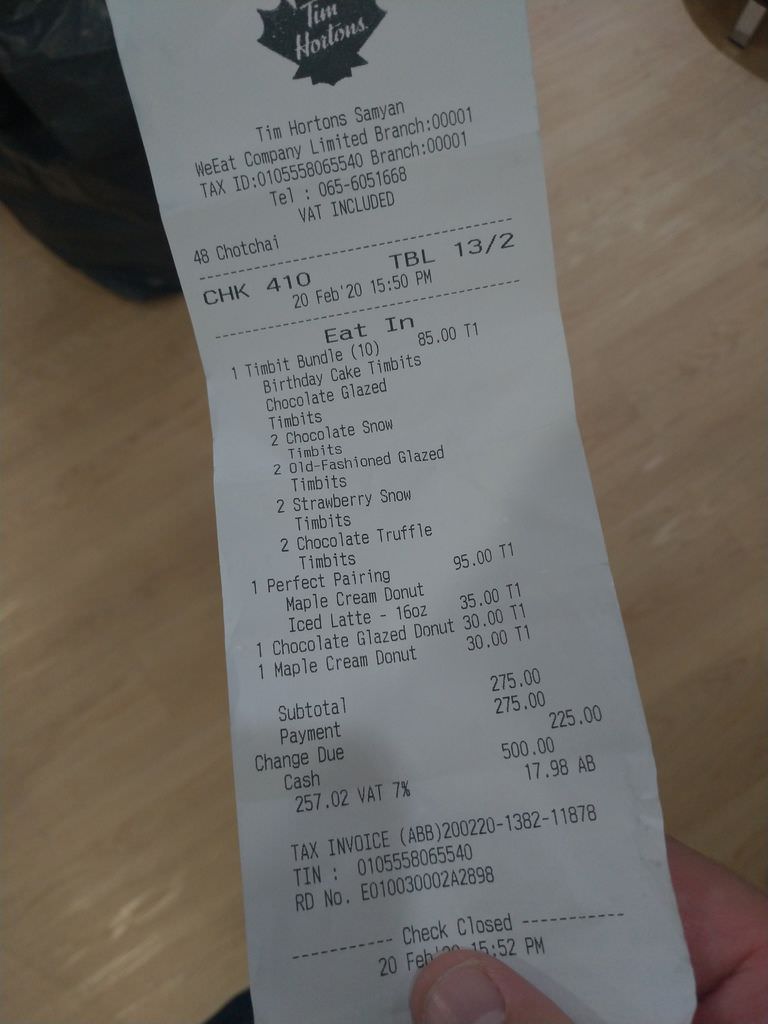 Tim
Hortons
Tim Hortons Samyan
WeEat Company Limited Branch:00001
TAX ID:0105558065540 Branch:00001
Tel : 065-6051668
VAT INCLUDED
48 Chotchai
CHK 410 TBL 13/2
20 Feb'20 15:50 PM
Eat In
1 Timbit Bundle (10) 85.00 T1
Birthday Cake Timbits
Chocolate Glazed
Timbits
2 Chocolate Snow
Timbits
2 Old-Fashioned Glazed
Timbits
2 Strawberry Snow
Timbits
2 Chocolate Truffle
Timbits
1 Perfect Pairing 95.00 T1
Maple Cream Donut
Iced Latte - 16oz 35.00 T1
1 Chocolate Glazed Donut 30.00 T1
1 Maple Cream Donut 30.00 T1
Subtotal 275.00
Payment 275.00
Change Due 225.00
Cash 500.00
257.02 VAT 7% 17.98 AB
TAX INVOICE (ABB)200220-1382-11878
TIN : 0105558065540
RD No. E010030002A2898
---------- Check Closed ----------
20 Feb 15:52 PM